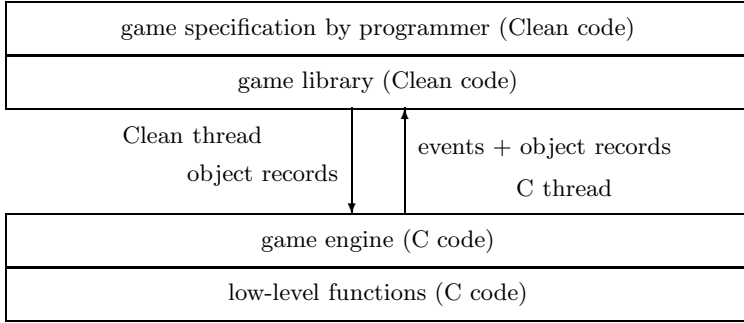 game specification by programmer (Clean code)
game library (Clean code)
Clean thread
object records
events + object records
C thread
game engine (C code)
low-level functions (C code)